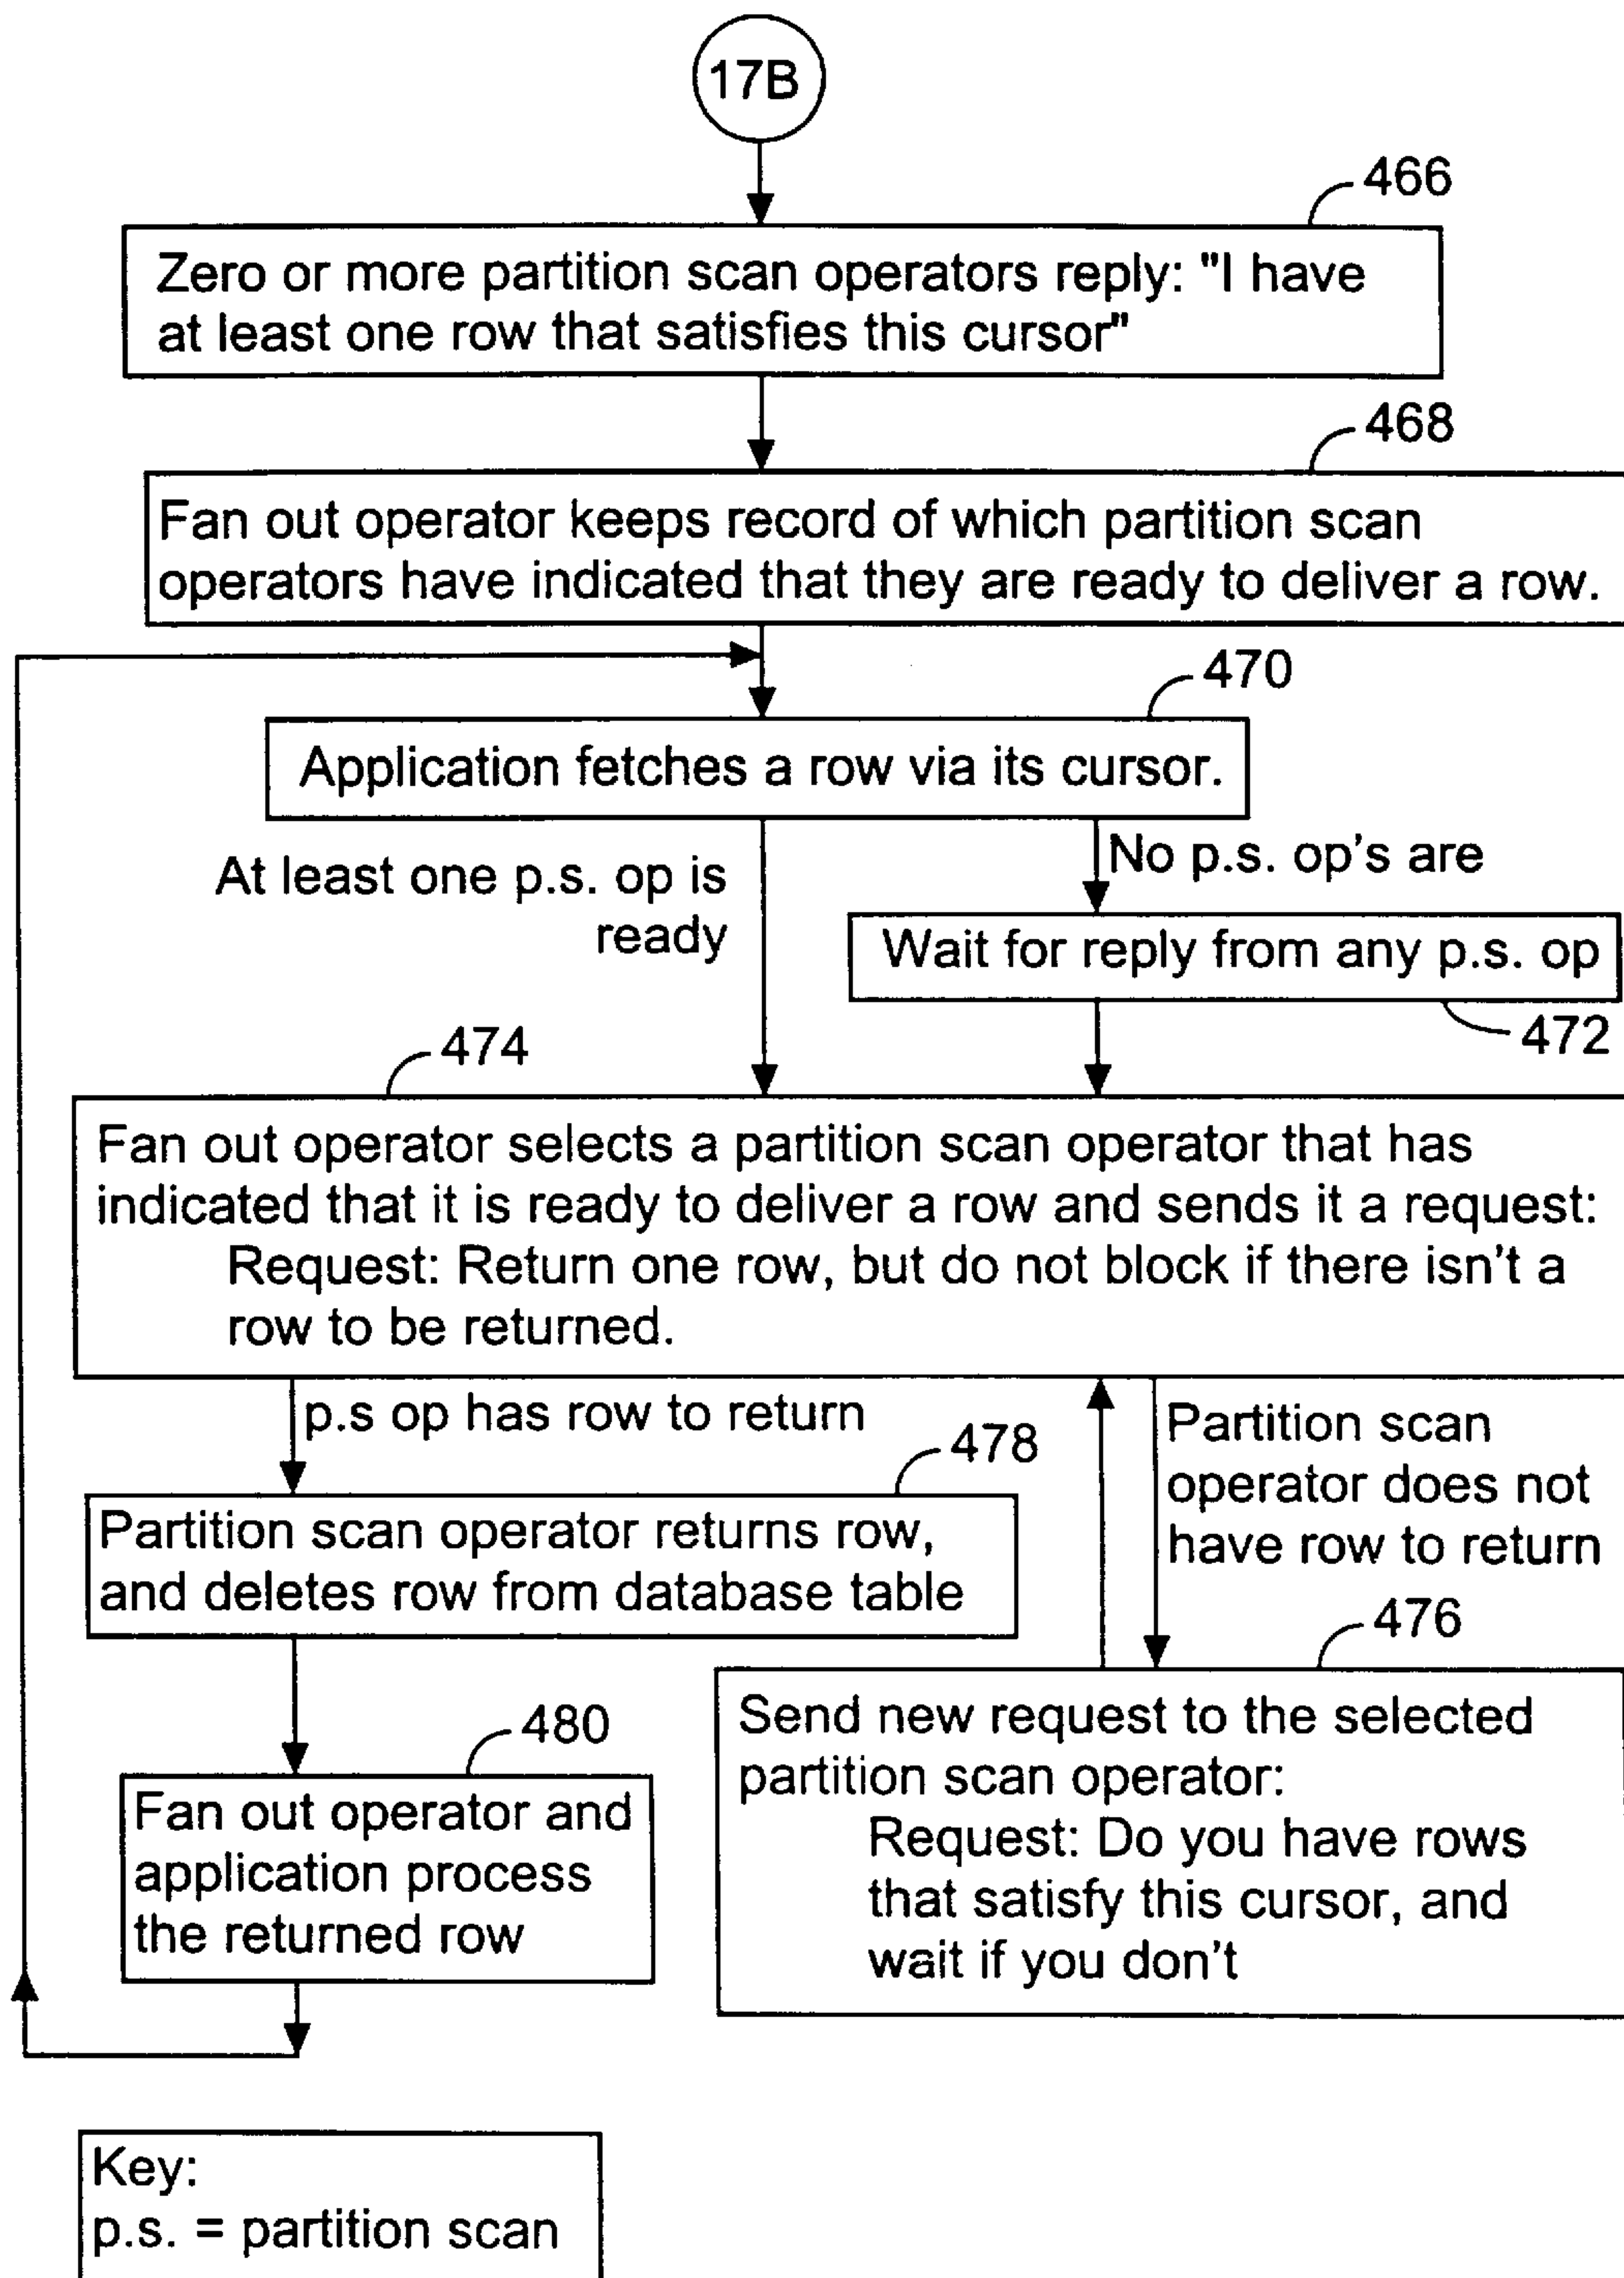 17B
466
Zero or more partition scan operators reply: "I have
at least one row that satisfies this cursor"
468
Fan out operator keeps record of which partition scan
operators have indicated that they are ready to deliver a row.
470
Application fetches a row via its cursor.
At least one p.s. op is
ready
No p.s. op's are
Wait for reply from any p.s. op
472
474
Fan out operator selects a partition scan operator that has
indicated that it is ready to deliver a row and sends it a request:
Request: Return one row, but do not block if there isn't a
row to be returned.
p.s op has row to return
478
Partition scan operator returns row,
and deletes row from database table
Partition scan
operator does not
have row to return
476
Send new request to the selected
partition scan operator:
Request: Do you have rows
that satisfy this cursor, and
wait if you don't
480
Fan out operator and
application process
the returned row
Key:
p.s. = partition scan